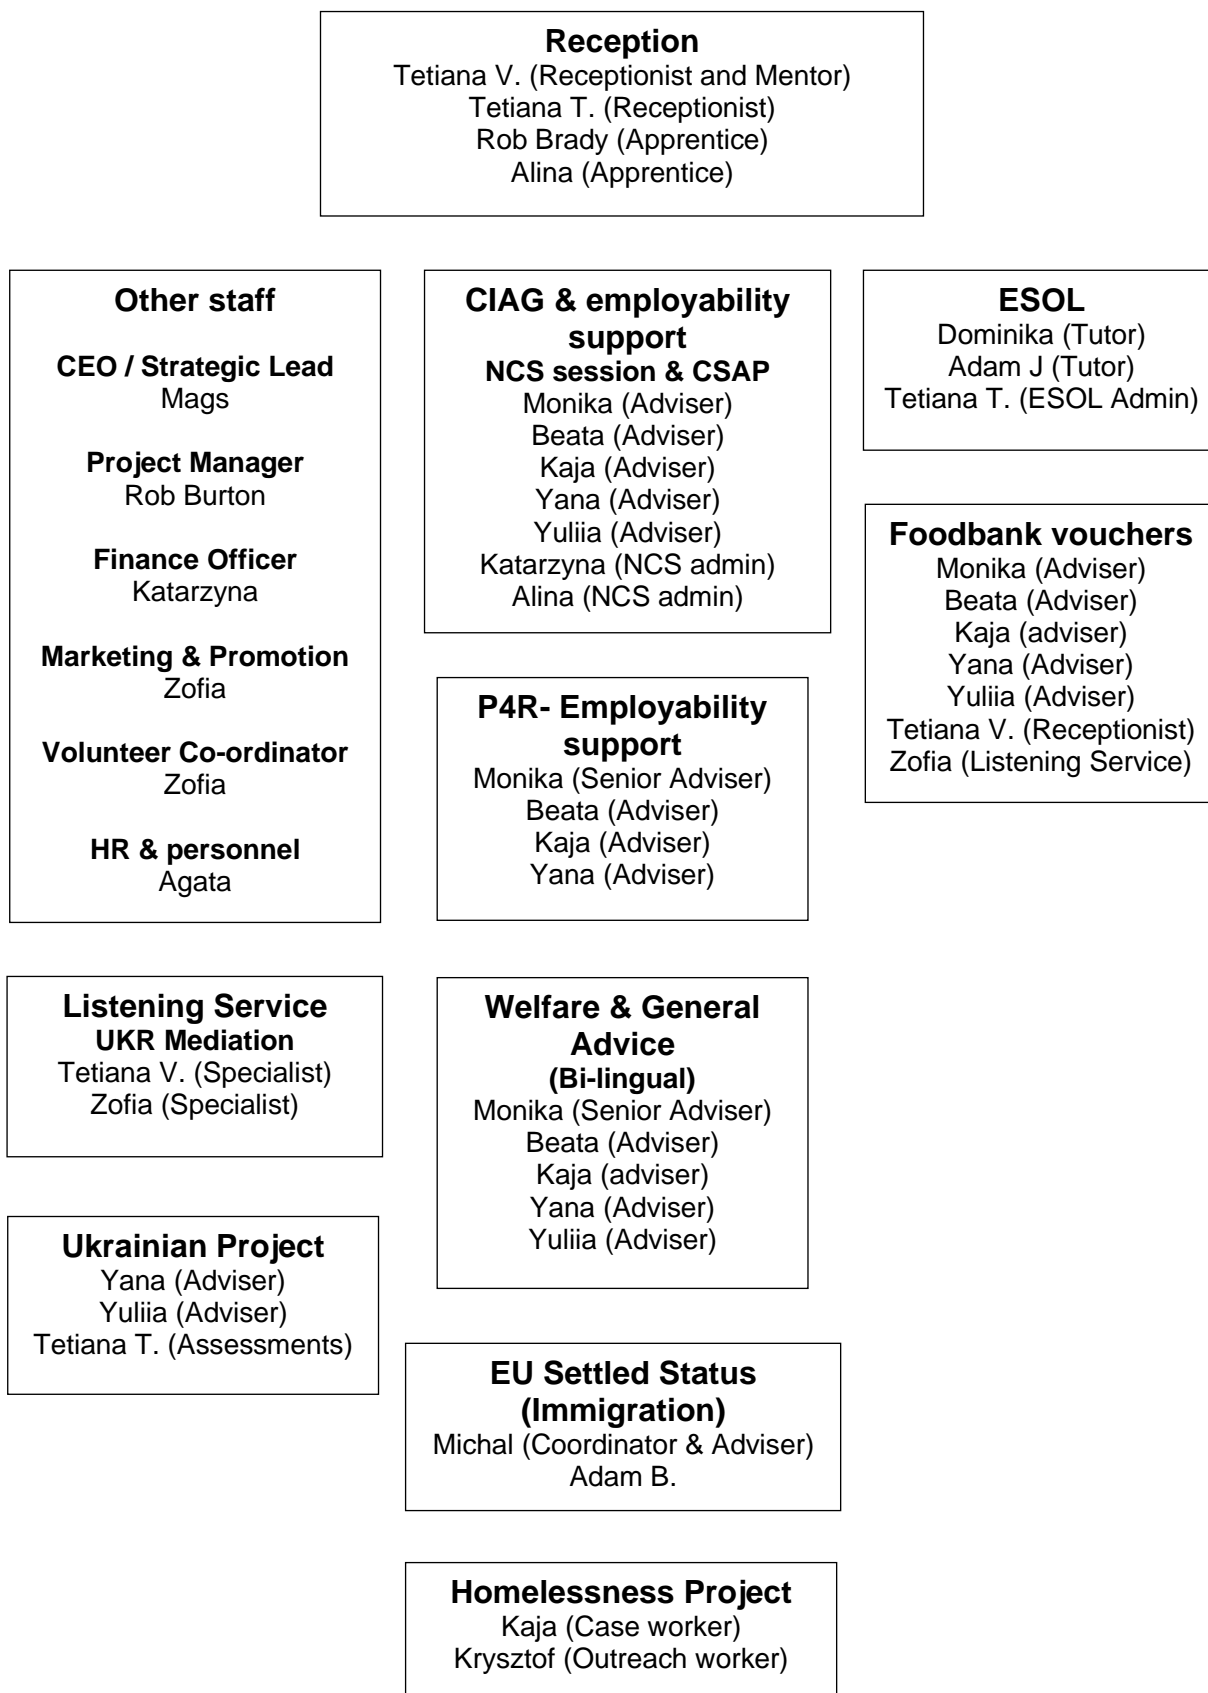 Reception
Tetiana V. (Receptionist and Mentor)
Tetiana T. (Receptionist)
Rob Brady (Apprentice)
Alina (Apprentice)
Other staff
CEO / Strategic Lead
Mags
Project Manager
Rob Burton
Finance Officer
Katarzyna
Marketing & Promotion
Zofia
Volunteer Co-ordinator
Zofia
HR & personnel
Agata
CIAG & employability
support
NCS session & CSAP
Monika (Adviser)
Beata (Adviser)
Kaja (Adviser)
Yana (Adviser)
Yuliia (Adviser)
Katarzyna (NCS admin)
Alina (NCS admin)
ESOL
Dominika (Tutor)
Adam J (Tutor)
Tetiana T. (ESOL Admin)
Foodbank vouchers
Monika (Adviser)
Beata (Adviser)
Kaja (adviser)
Yana (Adviser)
Yuliia (Adviser)
Tetiana V. (Receptionist)
Zofia (Listening Service)
P4R- Employability
support
Monika (Senior Adviser)
Beata (Adviser)
Kaja (Adviser)
Yana (Adviser)
Listening Service
UKR Mediation
Tetiana V. (Specialist)
Zofia (Specialist)
Welfare & General
Advice
(Bi-lingual)
Monika (Senior Adviser)
Beata (Adviser)
Kaja (adviser)
Yana (Adviser)
Yuliia (Adviser)
Ukrainian Project
Yana (Adviser)
Yuliia (Adviser)
Tetiana T. (Assessments)
EU Settled Status
(Immigration)
Michal (Coordinator & Adviser)
Adam B.
Homelessness Project
Kaja (Case worker)
Krysztof (Outreach worker)